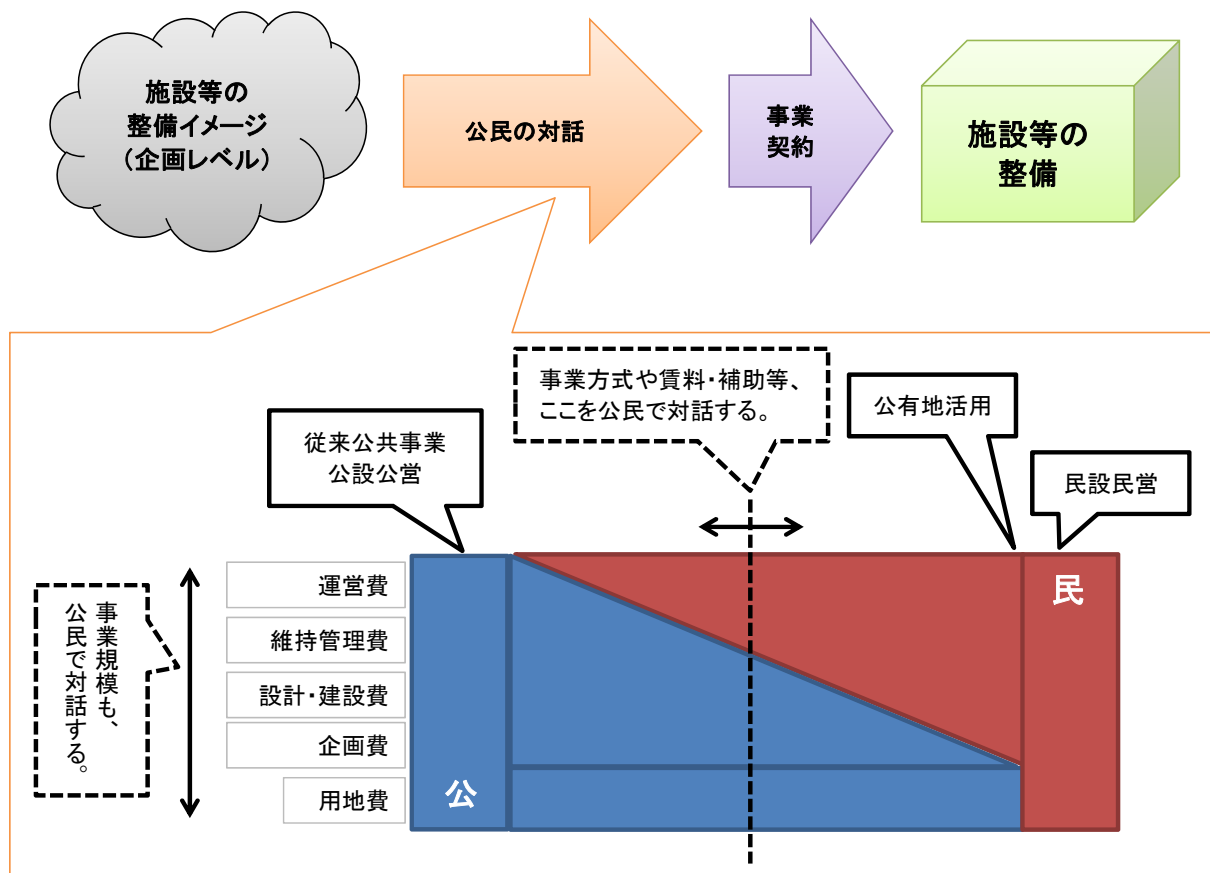 施設等の
整備イメージ
（企画レベル）
公民の対話
事業
契約
施設等の
整備
事業方式や賃料・補助等、
ここを公民で対話する。
公有地活用
従来公共事業
公設公営
民設民営
運営費
維持管理費
設計・建設費
企画費
用地費
事業規模も、
公民で対話する。
公
民